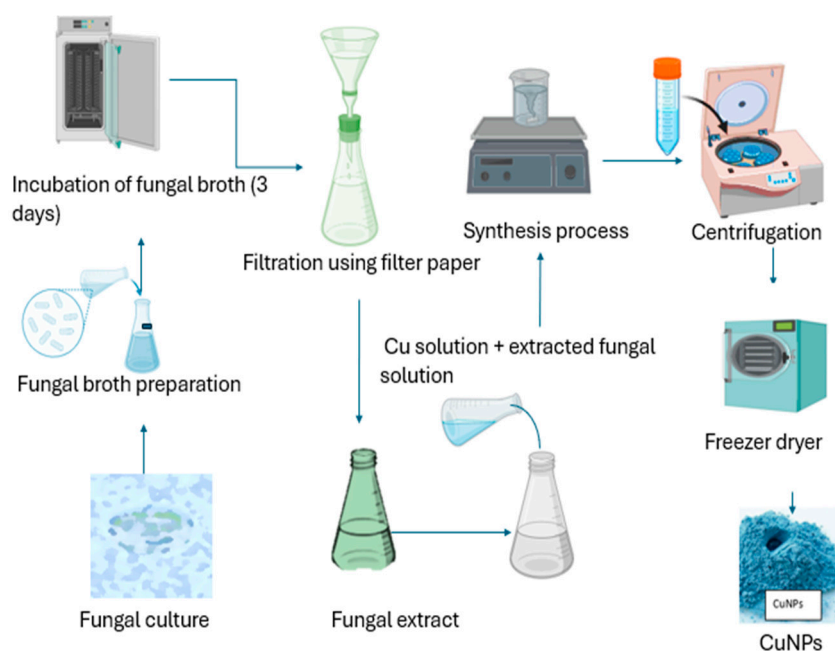 Incubation of fungal broth (3
days)
Fungal broth preparation
Fungal culture
Filtration using filter paper
Fungal extract
Cu solution + extracted fungal
solution
Synthesis process
Centrifugation
Freezer dryer
CuNPs
CuNPs